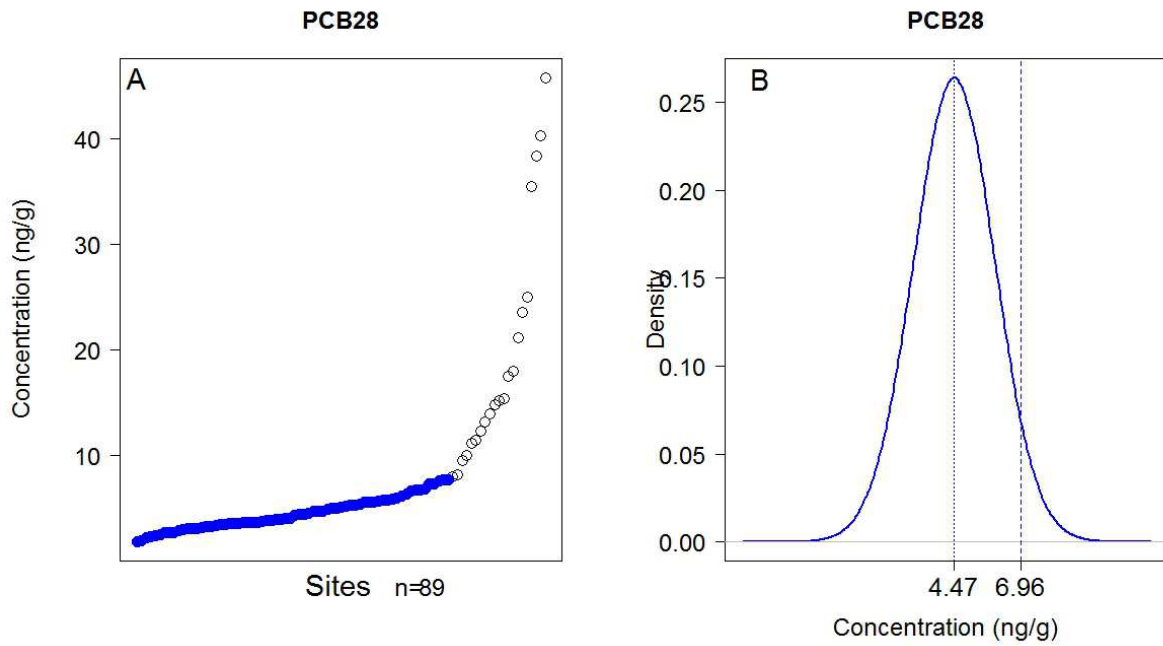 PCB28
A
40
30
20
10
Concentration (ng/g)
Sites n=89
PCB28
B
0.25
0.20
0.15
0.10
0.05
0.00
Density
4.47 6.96
Concentration (ng/g)